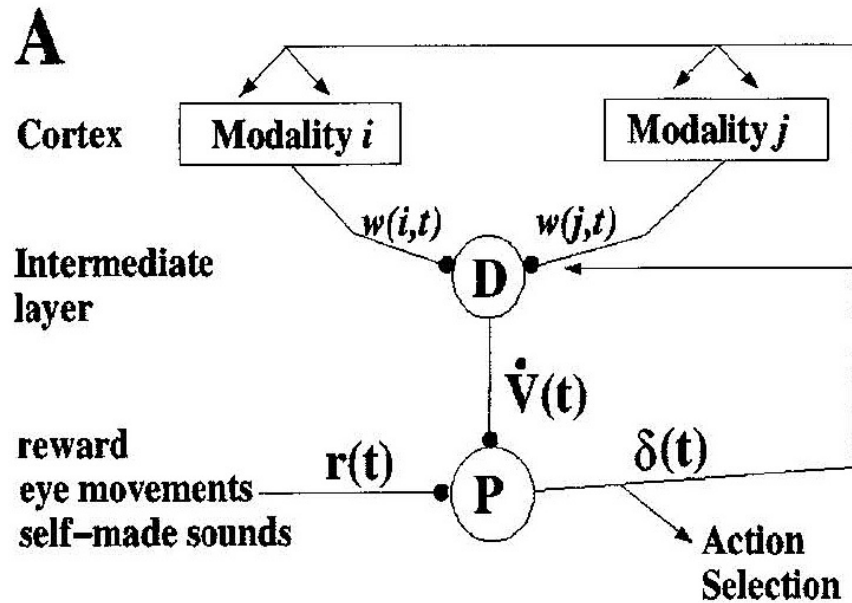 A
Cortex
Modality i
Modality j
w(i,t)
w(j,t)
Intermediate
layer
D
V̇(t)
reward
eye movements
self-made sounds
r(t)
P
δ(t)
Action
Selection